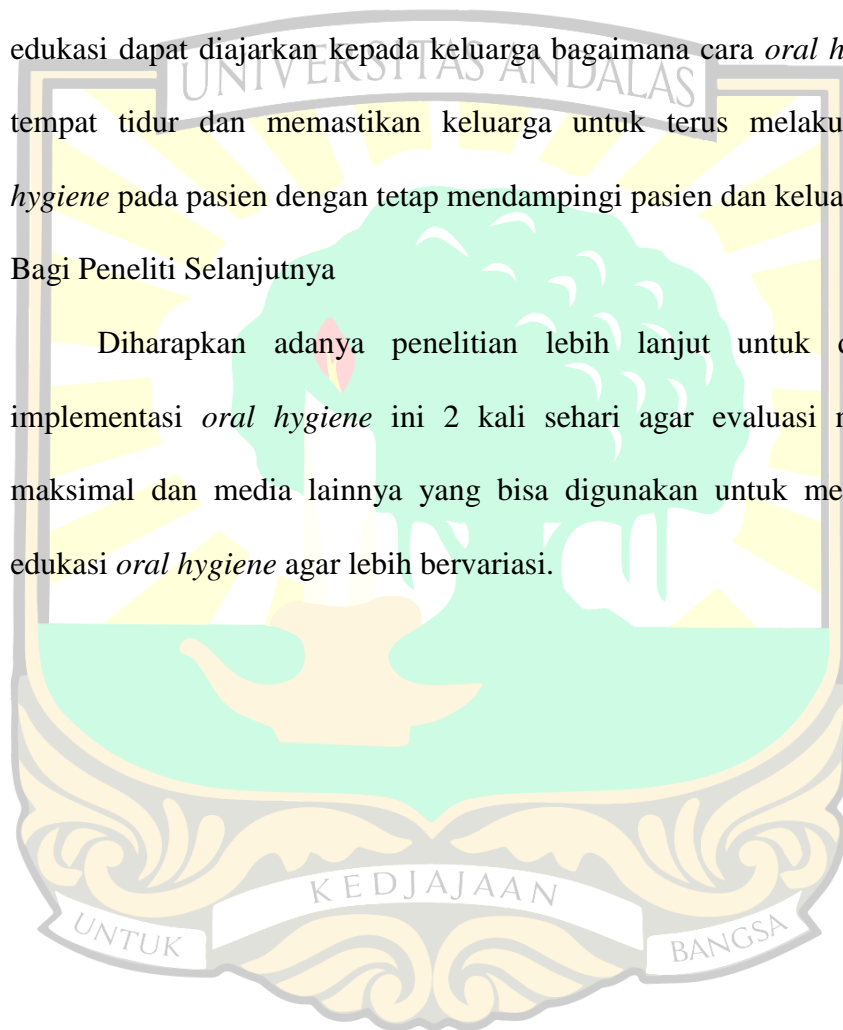 edukasi dapat diajarkan kepada keluarga bagaimana cara oral h
UNIVERSITAS ANDALAS
tempat tidur dan memastikan keluarga untuk terus melaku
hygiene pada pasien dengan tetap mendampingi pasien dan kelua
Bagi Peneliti Selanjutnya
Diharapkan adanya penelitian lebih lanjut untuk
implementasi oral hygiene ini 2 kali sehari agar evaluasi
maksimal dan media lainnya yang bisa digunakan untuk me
edukasi oral hygiene agar lebih bervariasi.
KEDJAJAAN
UNTUK
BANGSA